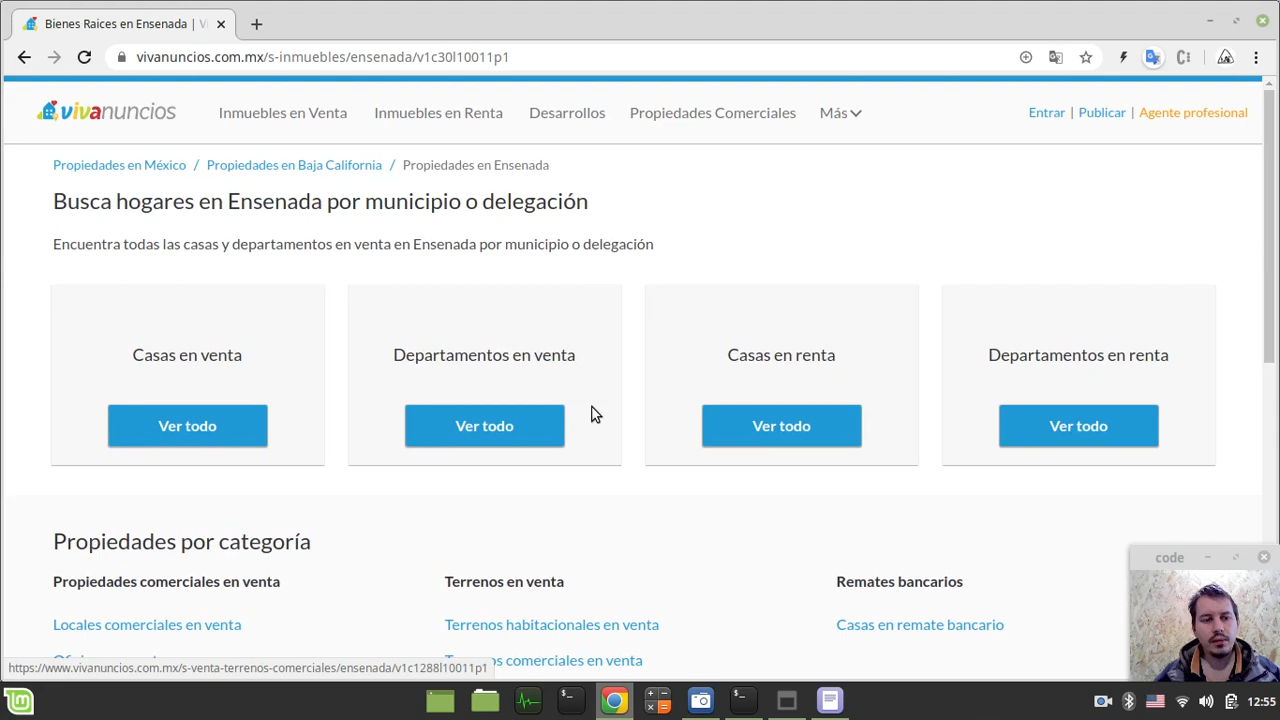 Bienes Raices en Ensenada | Vi
vivanuncios.com.mx/s-inmuebles/ensenada/v1c30l10011p1
vivanuncios
Inmuebles en Venta
Inmuebles en Renta
Desarrollos
Propiedades Comerciales
Más
Entrar | Publicar | Agente profesional
Propiedades en México / Propiedades en Baja California / Propiedades en Ensenada
Busca hogares en Ensenada por municipio o delegación
Encuentra todas las casas y departamentos en venta en Ensenada por municipio o delegación
Casas en venta
Ver todo
Departamentos en venta
Ver todo
Casas en renta
Ver todo
Departamentos en renta
Ver todo
Propiedades por categoría
Propiedades comerciales en venta
Locales comerciales en venta
Terrenos en venta
Terrenos habitacionales en venta
comerciales en venta
Remates bancarios
Casas en remate bancario
code
https://www.vivanuncios.com.mx/s-venta-terrenos-comerciales/ensenada/v1c1288l10011p1
12:55